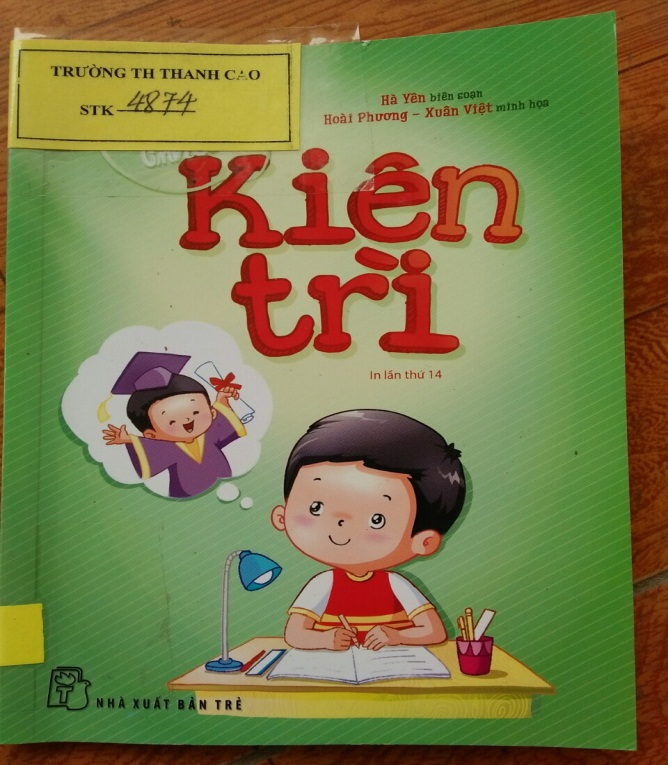 TRƯỜNG TH THANH CAO
STK 4874
Hà Yên biên soạn
Hoài Phương – Xuân Việt minh họa
Kiên
trì
In lần thứ 14
NHÀ XUẤT BẢN TRẺ